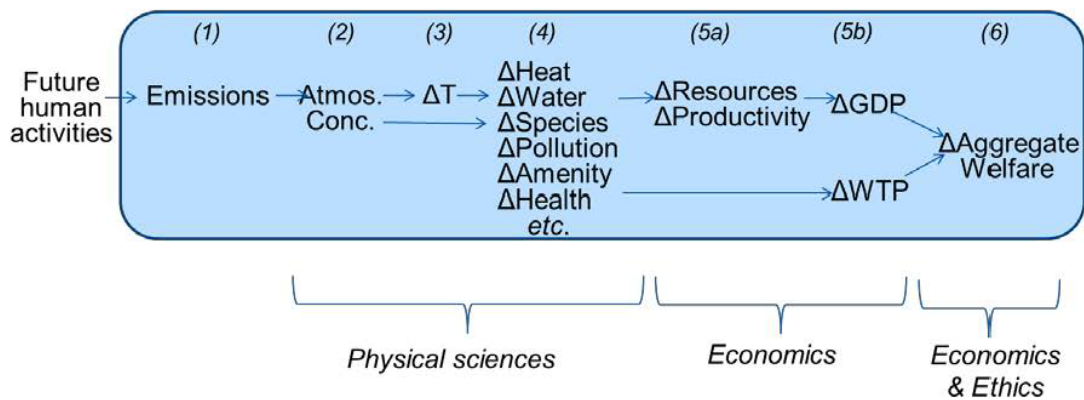 (1)
(2)
(3)
(4)
(5a)
(5b)
(6)
Future
human
activities
Emissions
Atmos.
Conc.
ΔT
ΔHeat
ΔWater
ΔSpecies
ΔPollution
ΔAmenity
ΔHealth
etc.
ΔResources
ΔProductivity
ΔGDP
ΔWTP
ΔAggregate
Welfare
Physical sciences
Economics
Economics
& Ethics